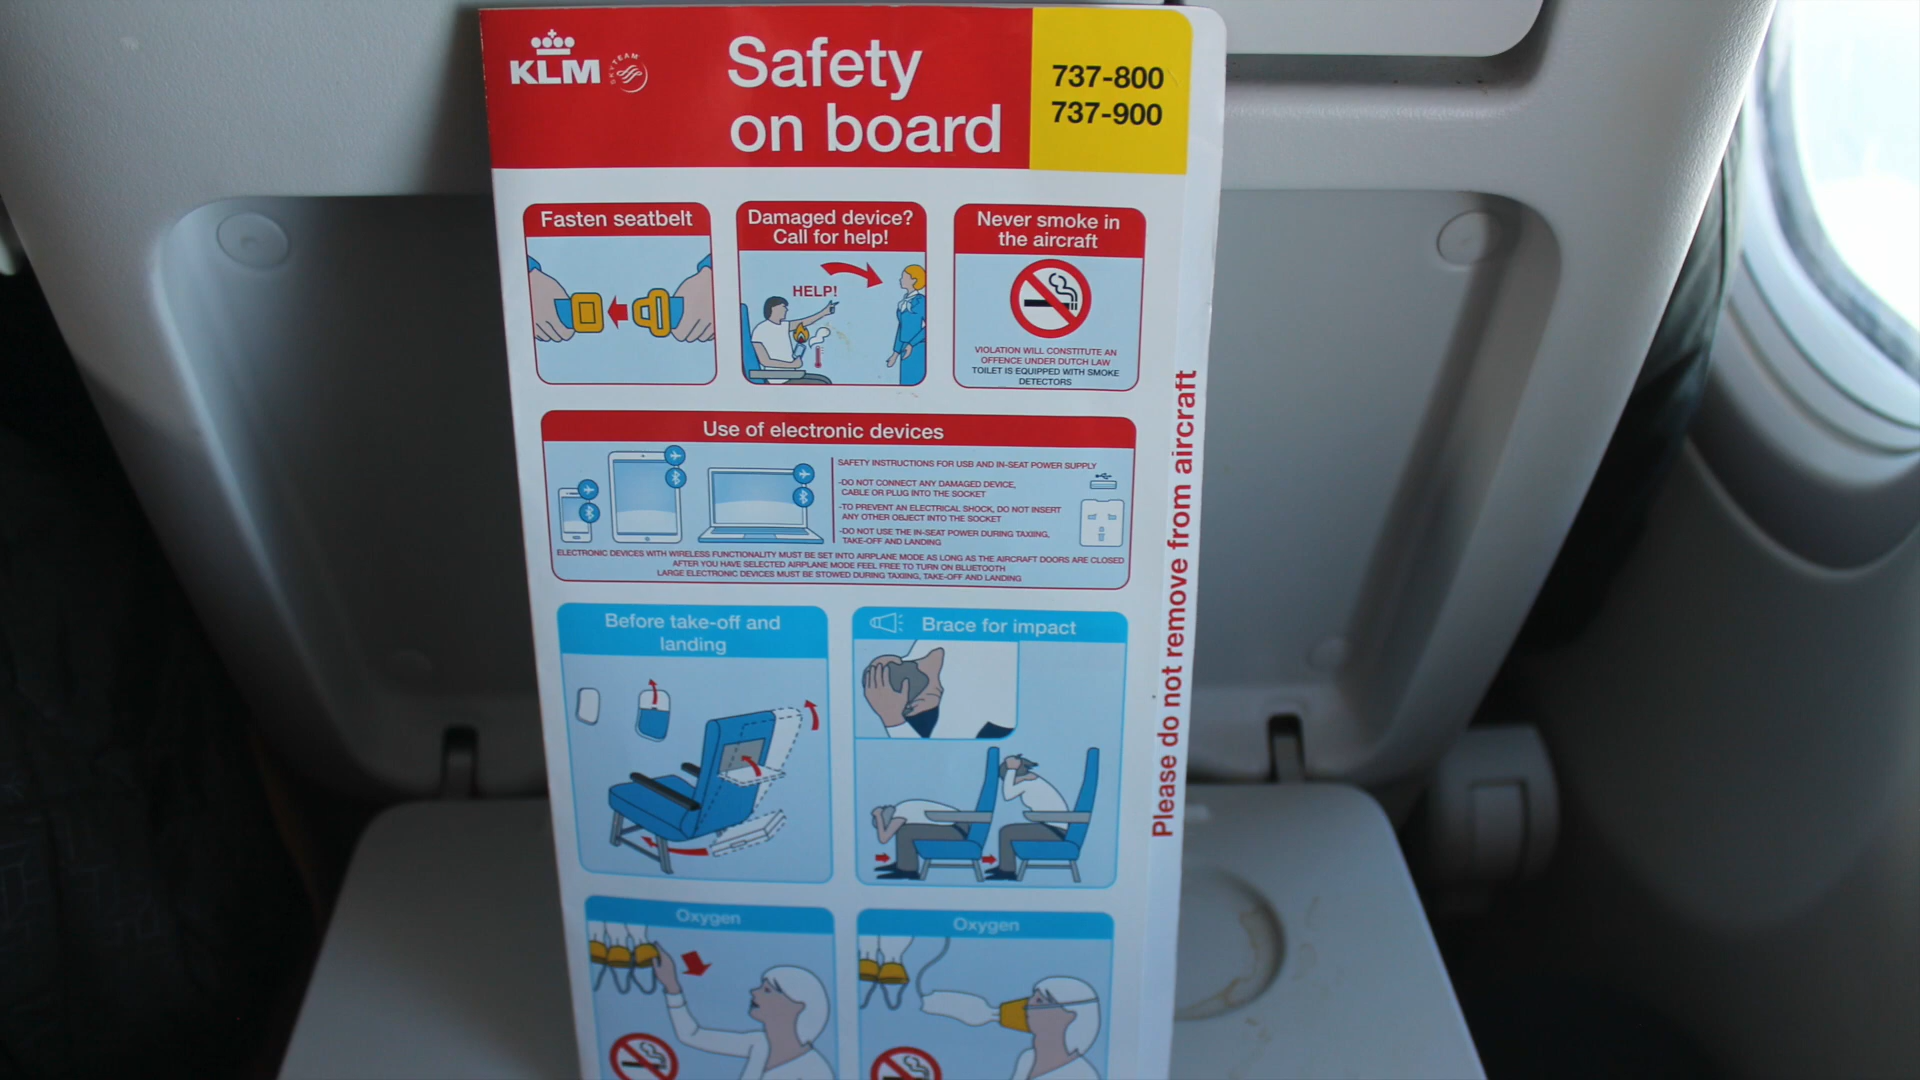 KLM
SKYTEAM
Safety
on board
737-800
737-900
Fasten seatbelt
Damaged device?
Call for help!
HELP!
Never smoke in
the aircraft
VIOLATION WILL CONSTITUTE AN
OFFENCE UNDER DUTCH LAW
TOILET IS EQUIPPED WITH SMOKE
DETECTORS
Use of electronic devices
SAFETY INSTRUCTIONS FOR USB AND IN-SEAT POWER SUPPLY
-DO NOT CONNECT ANY DAMAGED DEVICE,
CABLE OR PLUG INTO THE SOCKET
-TO PREVENT AN ELECTRICAL SHOCK, DO NOT INSERT
ANY OTHER OBJECT INTO THE SOCKET
-DO NOT USE THE IN-SEAT POWER DURING TAXIING,
TAKE-OFF AND LANDING
ELECTRONIC DEVICES WITH WIRELESS FUNCTIONALITY MUST BE SET INTO AIRPLANE MODE AS LONG AS THE AIRCRAFT DOORS ARE CLOSED
AFTER YOU HAVE SELECTED AIRPLANE MODE FEEL FREE TO TURN ON BLUETOOTH
LARGE ELECTRONIC DEVICES MUST BE STOWED DURING TAXIING, TAKE-OFF AND LANDING
Before take-off and
landing
Brace for impact
Oxygen
Oxygen
Please do not remove from aircraft